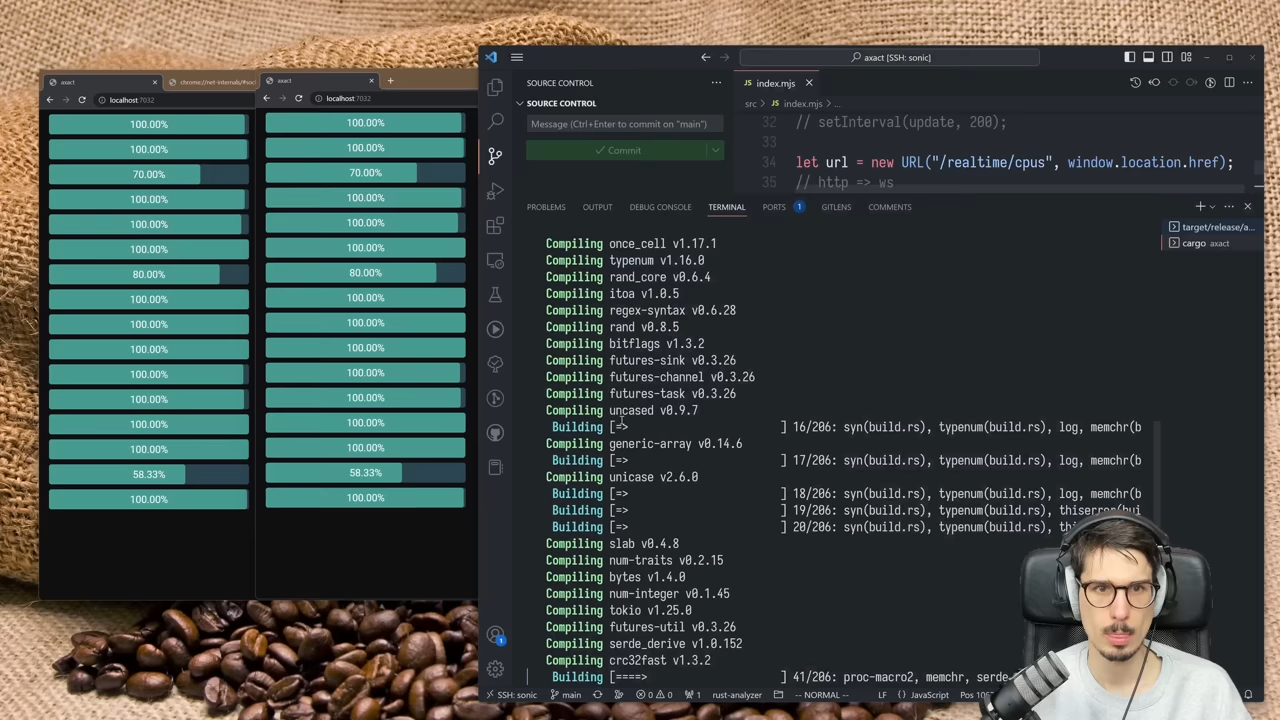 axact
chrome://net-internals/#soc
localhost:7032
100.00%
100.00%
70.00%
100.00%
100.00%
100.00%
80.00%
100.00%
100.00%
100.00%
100.00%
100.00%
100.00%
100.00%
58.33%
100.00%
axact
localhost:7032
100.00%
100.00%
70.00%
100.00%
100.00%
100.00%
80.00%
100.00%
100.00%
100.00%
100.00%
100.00%
100.00%
100.00%
58.33%
100.00%
axact [SSH: sonic]
SOURCE CONTROL
SOURCE CONTROL
Message (Ctrl+Enter to commit on "main")
Commit
index.mjs
src > index.mjs > ...
32 // setInterval(update, 200);
33
34 let url = new URL("/realtime/cpus", window.location.href);
35 // http => ws
PROBLEMS OUTPUT DEBUG CONSOLE TERMINAL PORTS 1 GITLENS COMMENTS
target/release/a...
cargo axact
Compiling once_cell v1.17.1
Compiling typenum v1.16.0
Compiling rand_core v0.6.4
Compiling itoa v1.0.5
Compiling regex-syntax v0.6.28
Compiling rand v0.8.5
Compiling bitflags v1.3.2
Compiling futures-sink v0.3.26
Compiling futures-channel v0.3.26
Compiling futures-task v0.3.26
Compiling uncased v0.9.7
Building [=> ] 16/206: syn(build.rs), typenum(build.rs), log, memchr(b
Compiling generic-array v0.14.6
Building [=> ] 17/206: syn(build.rs), typenum(build.rs), log, memchr(b
Compiling unicase v2.6.0
Building [=> ] 18/206: syn(build.rs), typenum(build.rs), log, memchr(b
Building [=> ] 19/206: syn(build.rs), typenum(build.rs), thiserror(bui
Building [=> ] 20/206: syn(build.rs), typenum(build.rs),
Compiling slab v0.4.8
Compiling num-traits v0.2.15
Compiling bytes v1.4.0
Compiling num-integer v0.1.45
Compiling tokio v1.25.0
Compiling futures-util v0.3.26
Compiling serde_derive v1.0.152
Compiling crc32fast v1.3.2
Building [====> ] 41/206: proc-macro2, memchr,
1
SSH: sonic main 0 0 1 rust-analyzer -- NORMAL -- LF JavaScript